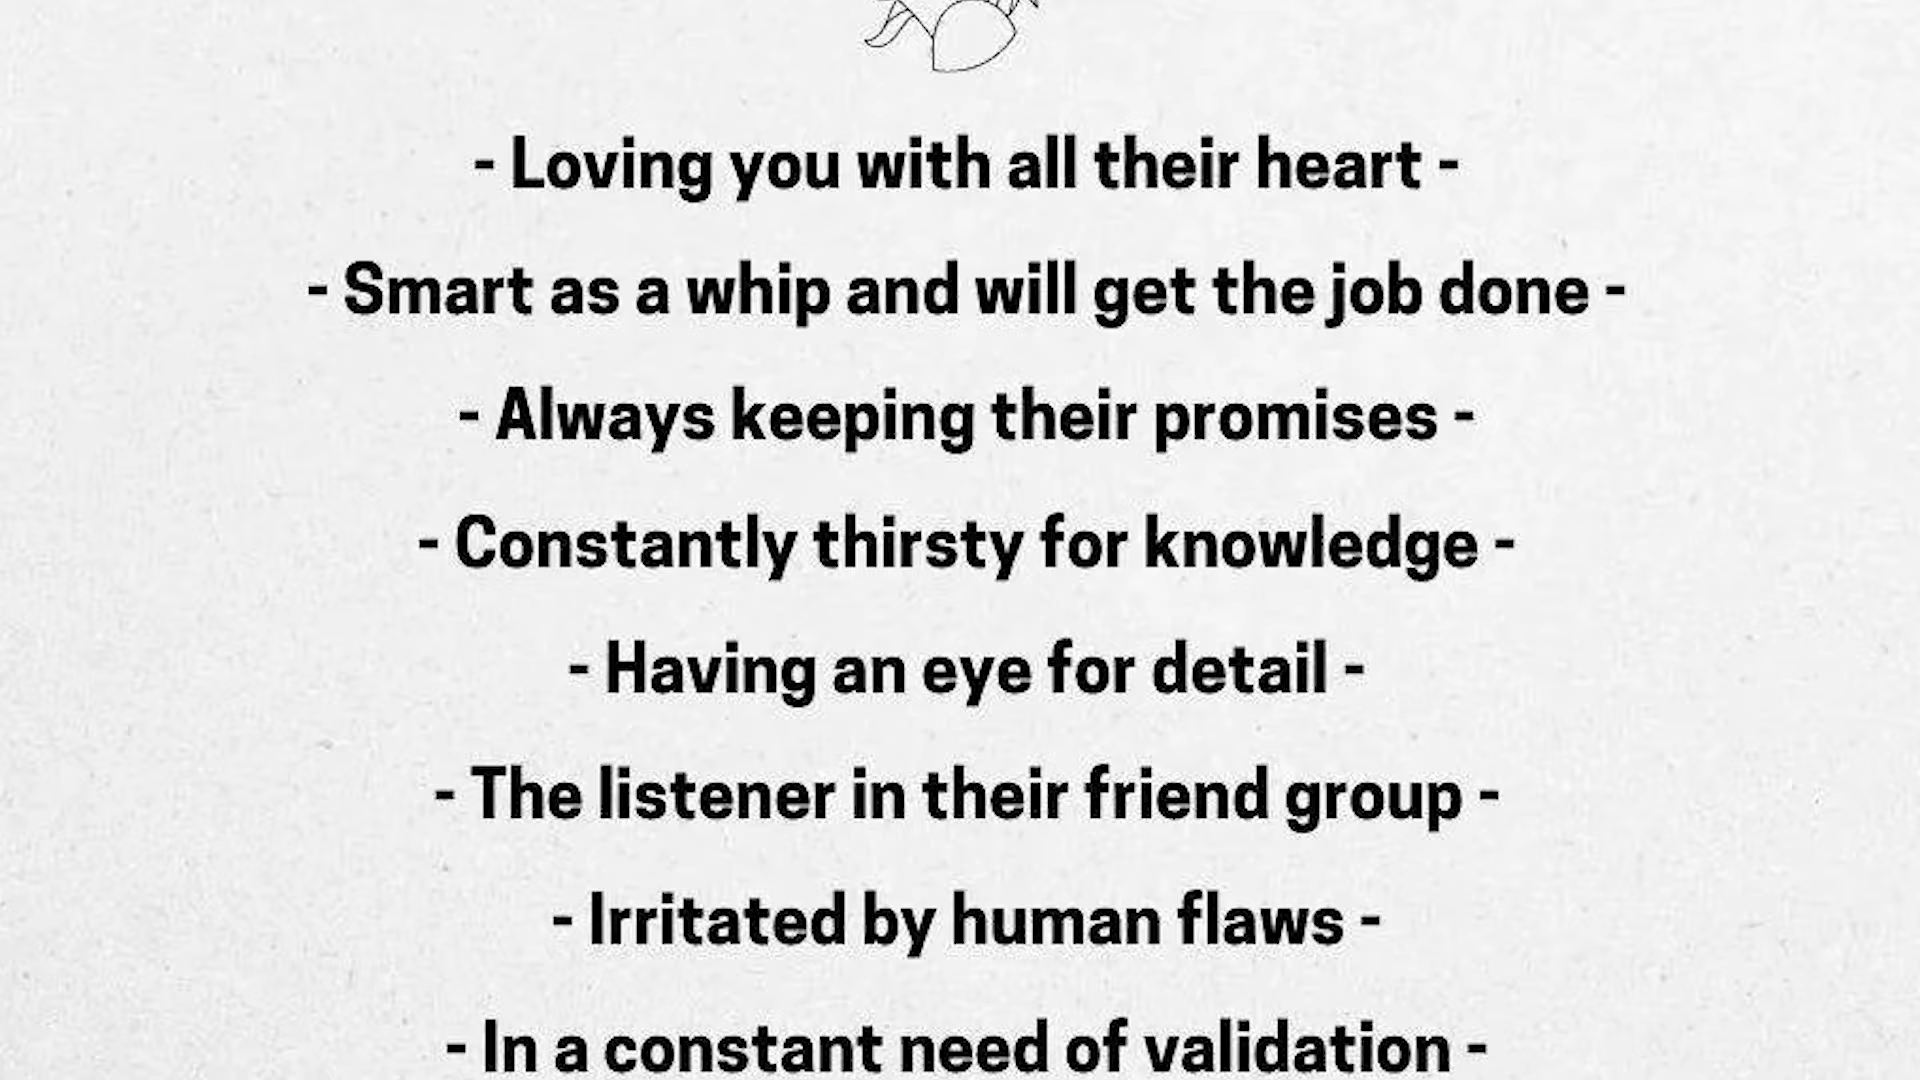 - Loving you with all their heart -
- Smart as a whip and will get the job done -
- Always keeping their promises -
- Constantly thirsty for knowledge -
- Having an eye for detail -
- The listener in their friend group -
- Irritated by human flaws -
- In a constant need of validation -